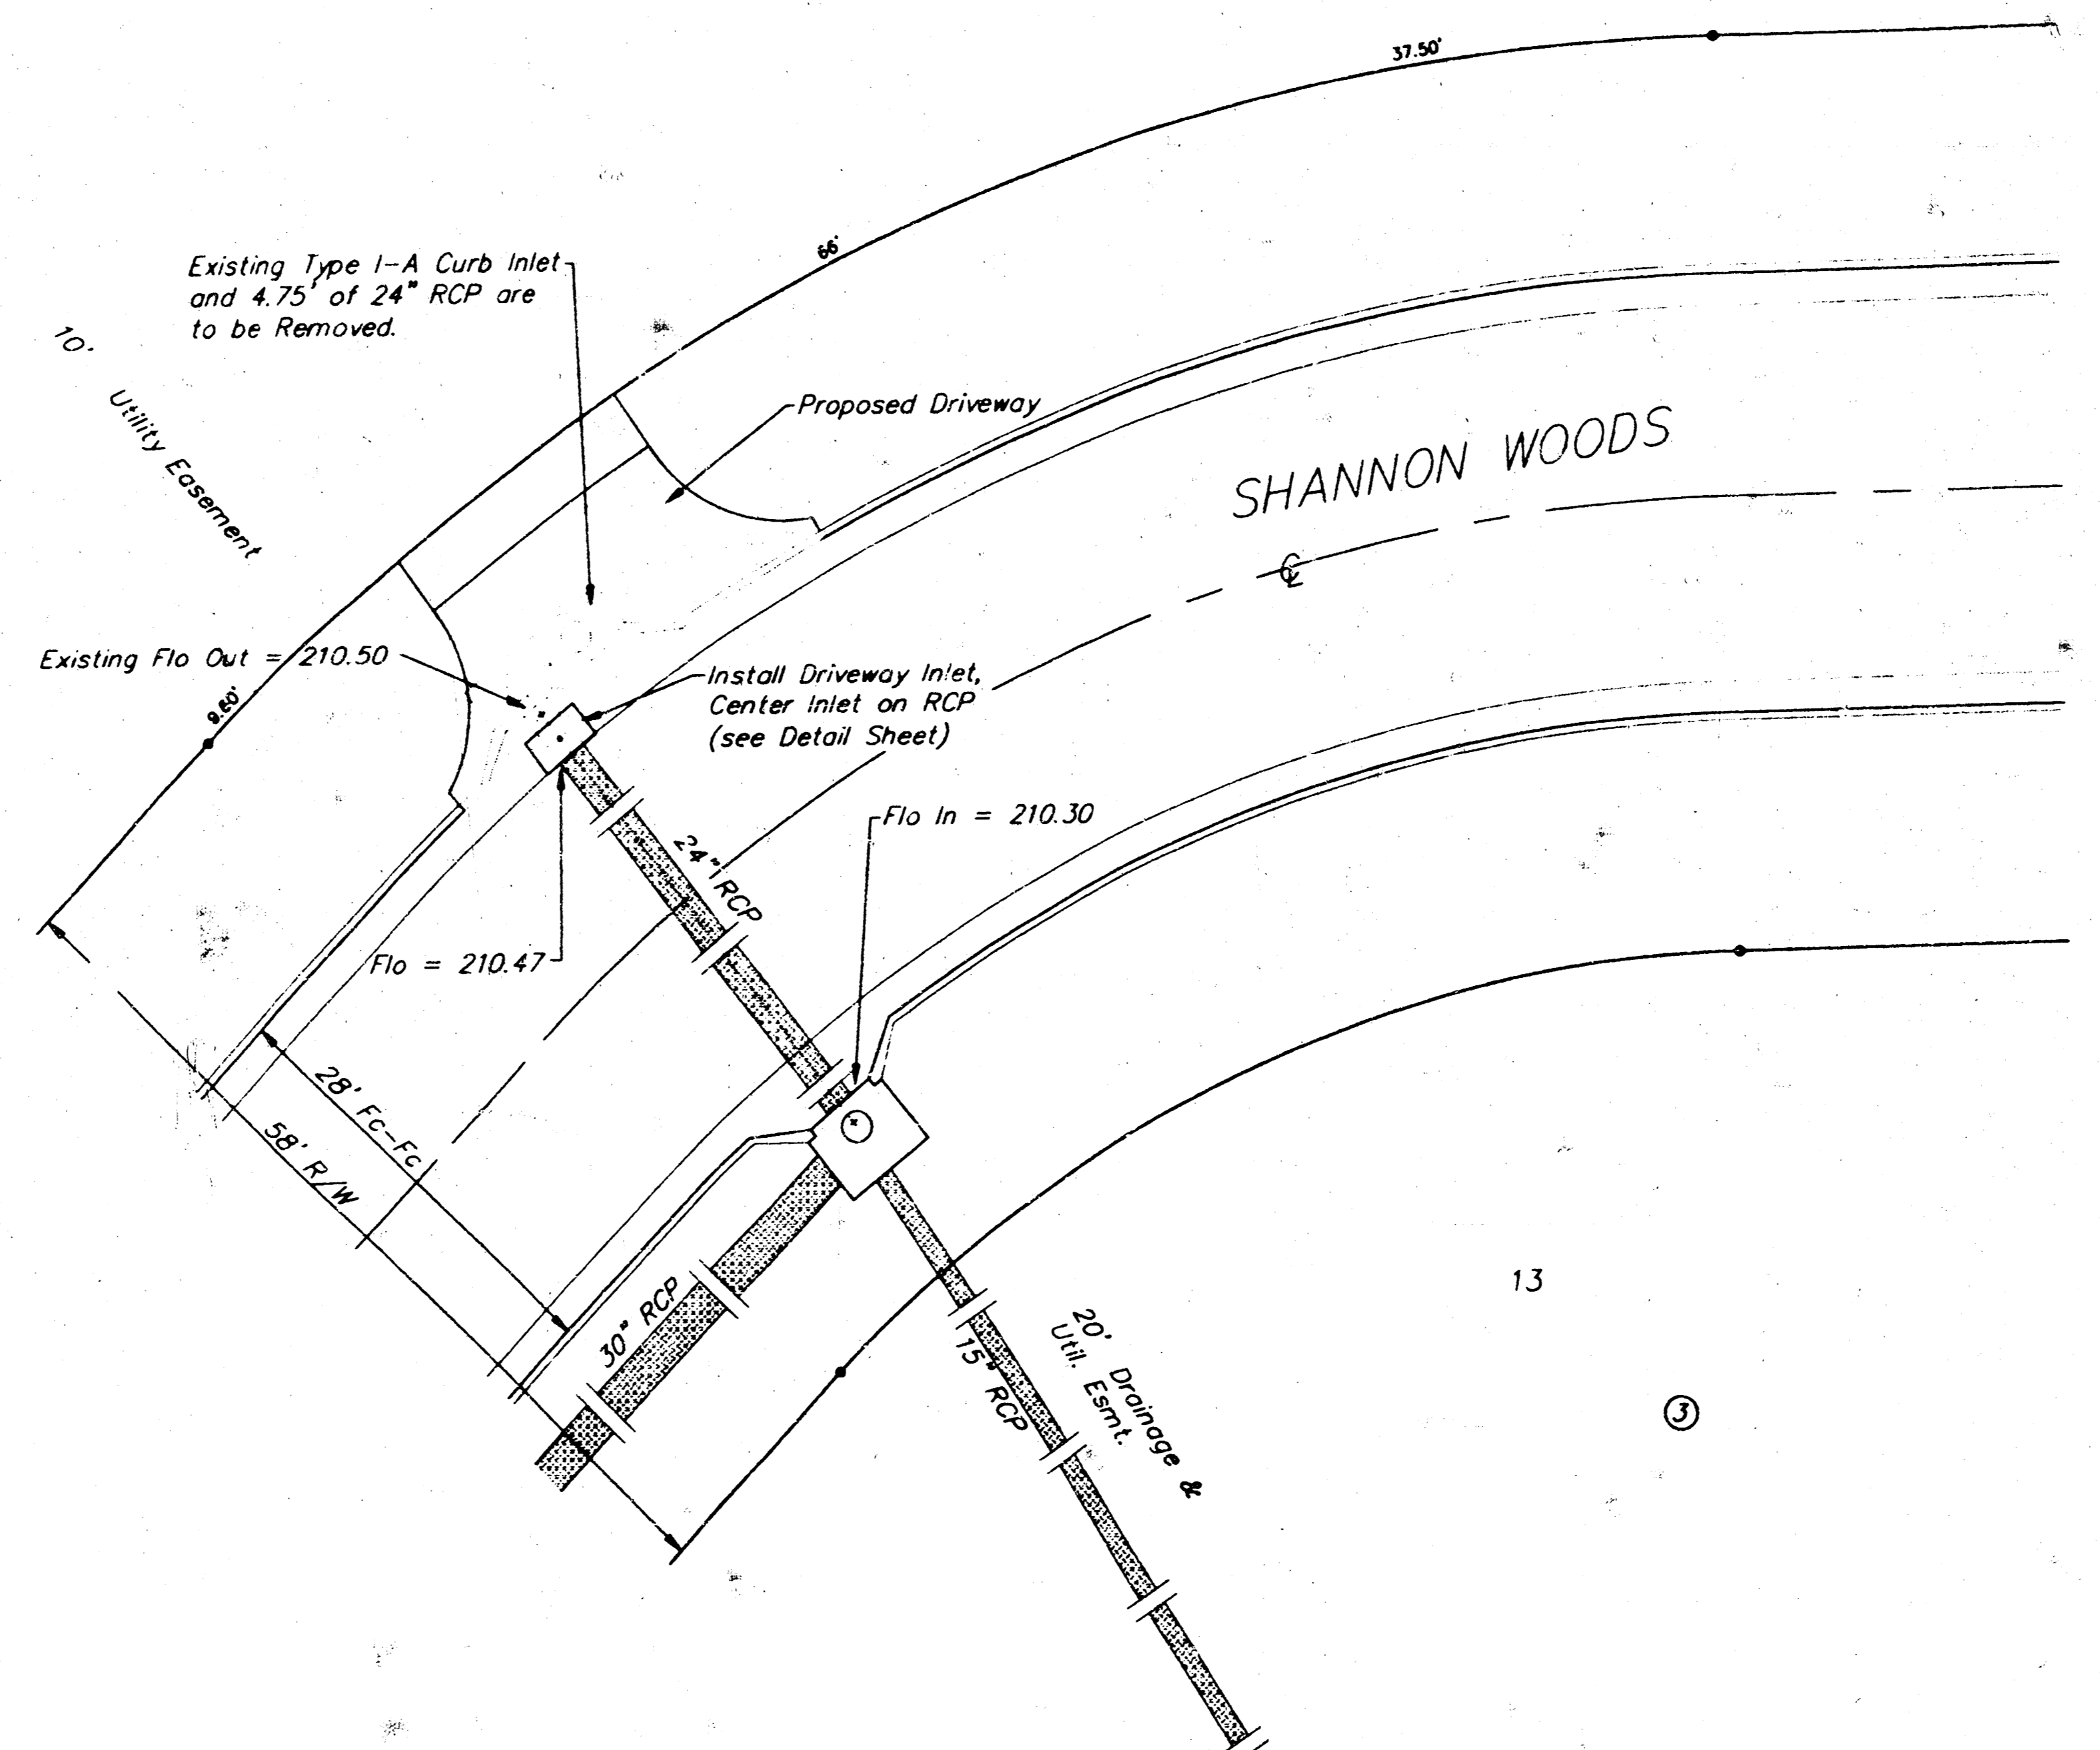 37.50'
66'
Existing Type I-A Curb Inlet
and 4.75' of 24" RCP are
to be Removed.
10' Utility Easement
Proposed Driveway
SHANNON WOODS
℄
Existing Flo Out = 210.50
Install Driveway Inlet,
Center Inlet on RCP
(see Detail Sheet)
9.60'
Flo In = 210.30
24" RCP
Flo = 210.47
28' Fc-Fc
58' R/W
30" RCP
15" RCP
20' Drainage &
Util. Esmt.
13
3